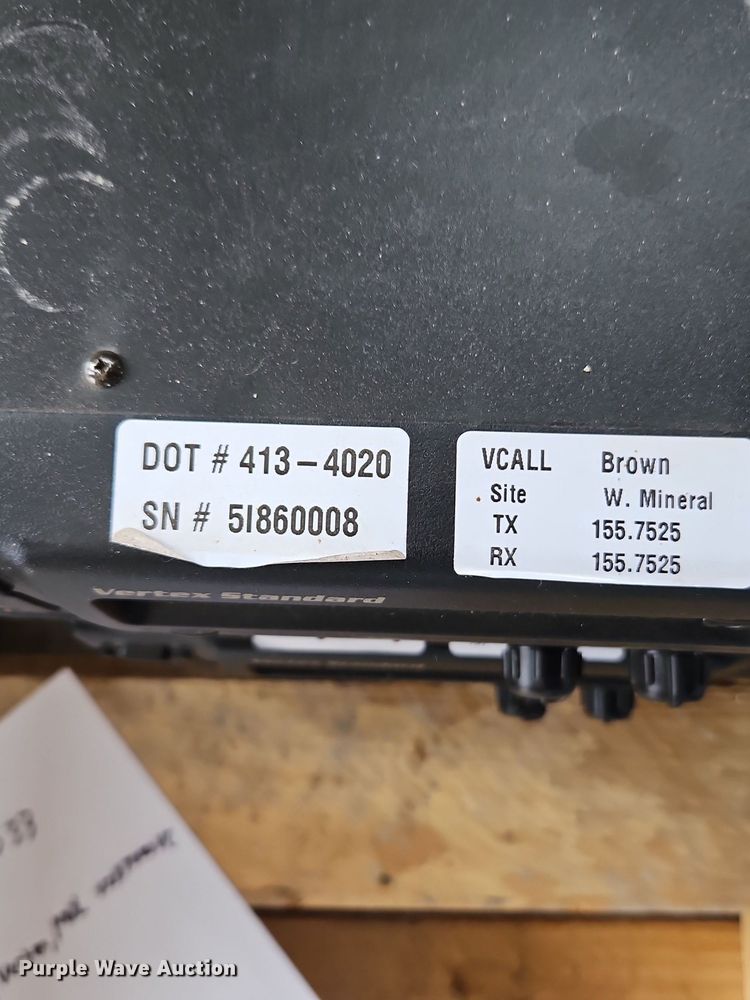 DOT # 413-4020
SN # 5I860008
VCALL Brown
Site W. Mineral
TX 155.7525
RX 155.7525
Vertex Standard
33
Purple Wave Auction